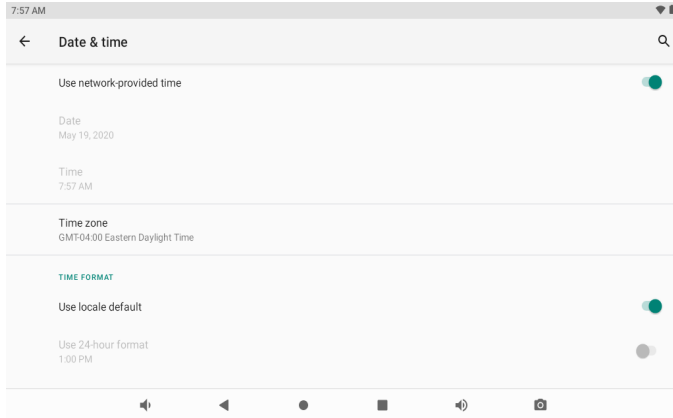 7:57 AM
Date & time
Use network-provided time
Date
May 19, 2020
Time
7:57 AM
Time zone
GMT-04:00 Eastern Daylight Time
TIME FORMAT
Use locale default
Use 24-hour format
1:00 PM